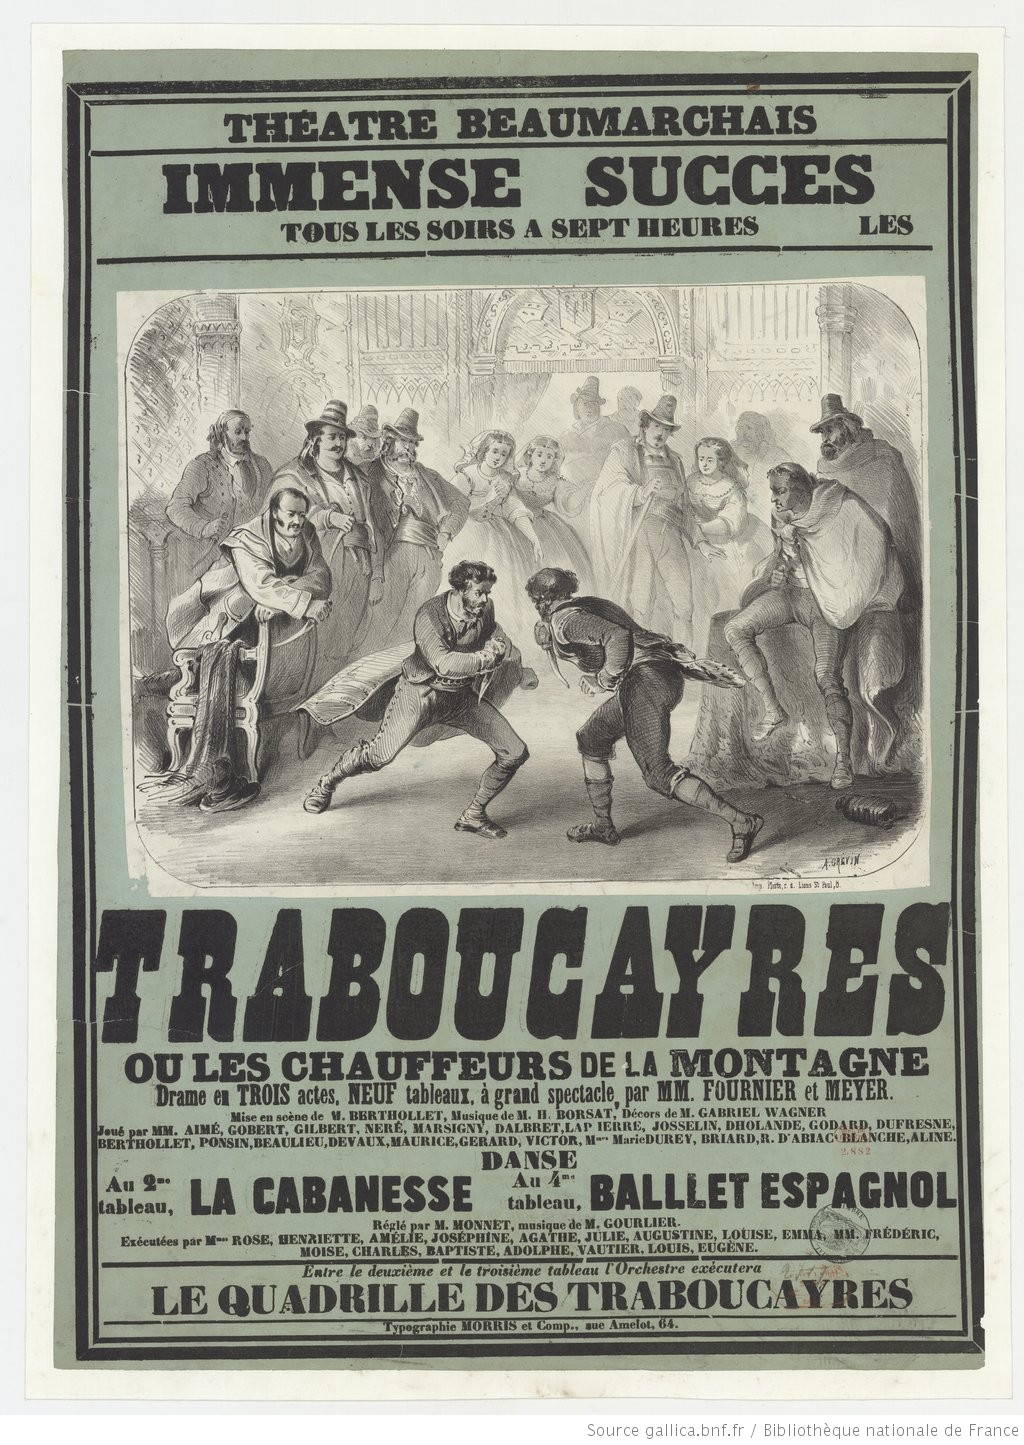 THÉATRE BEAUMARCHAIS
IMMENSE SUCCES
TOUS LES SOIRS A SEPT HEURES LES
A. GRÉVIN
TRABOUCAYRES
OU LES CHAUFFEURS DE LA MONTAGNE
Drame en TROIS actes, NEUF tableaux, à grand spectacle, par MM. FOURNIER et MEYER.
Mise en scène de M. BERTHOLLET, Musique de M. H. BORSAT, Décors de M. GABRIEL WAGNER
Joué par MM. AIMÉ, GOBERT, GILBERT, NERÉ, MARSIGNY, DALBRET, LAPIERRE, JOSSELIN, DHOLANDE, GODARD, DUFRESNE,
BERTHOLLET, PONSIN, BEAULIEU, DEVAUX, MAURICE, GERARD, VICTOR, Mmes Marie DUREY, BRIARD, R. D'ABIAC BLANCHE, ALINE.
2.882
DANSE
Au 2me tableau, LA CABANESSE Au 4me tableau, BALLLET ESPAGNOL
Réglé par M. MONNET, musique de M. GOURLIER.
Exécutées par Mmes ROSE, HENRIETTE, AMÉLIE, JOSÉPHINE, AGATHE, JULIE, AUGUSTINE, LOUISE, EMMA, MM. FRÉDÉRIC,
MOISE, CHARLES, BAPTISTE, ADOLPHE, VAUTIER, LOUIS, EUGÈNE.
Entre le deuxième et le troisième tableau l'Orchestre exécutera
LE QUADRILLE DES TRABOUCAYRES
Typographie MORRIS et Comp., rue Amelot, 64.
Source gallica.bnf.fr / Bibliothèque nationale de France